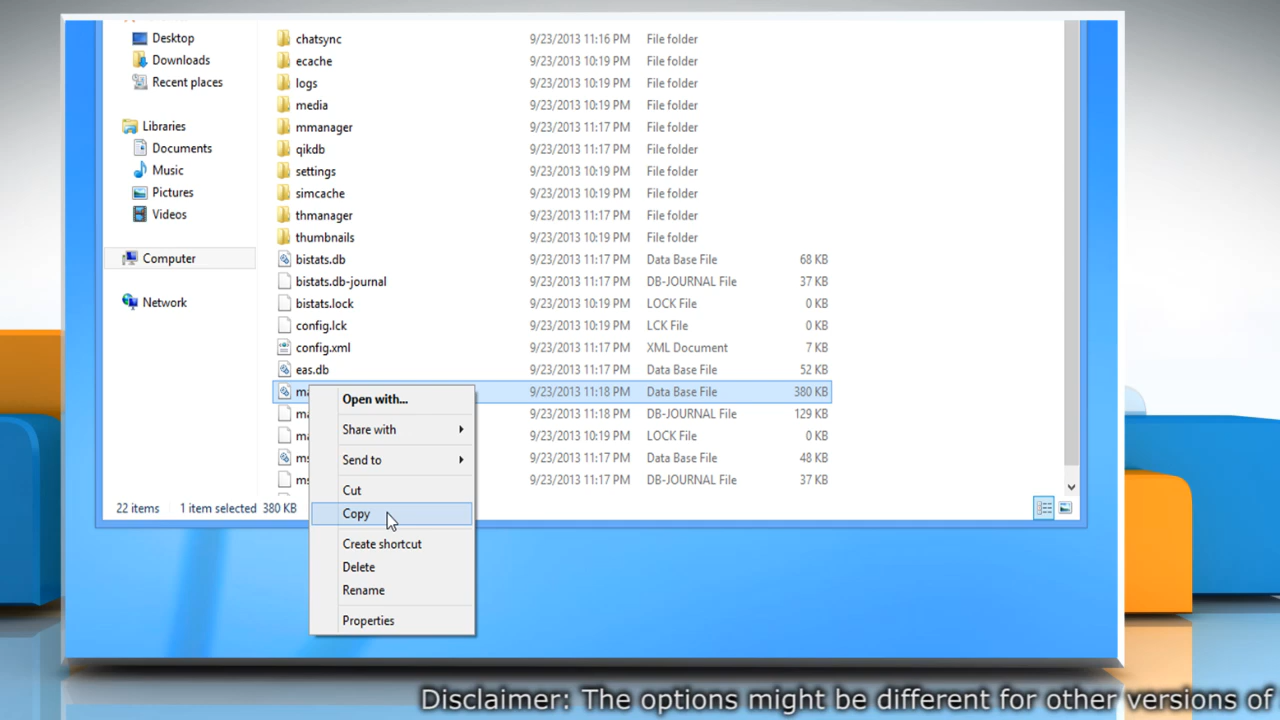 Desktop
Downloads
Recent places
Libraries
Documents
Music
Pictures
Videos
Computer
Network
chatsync 9/23/2013 11:16 PM File folder
ecache 9/23/2013 10:19 PM File folder
logs 9/23/2013 10:19 PM File folder
media 9/23/2013 10:19 PM File folder
mmanager 9/23/2013 11:17 PM File folder
qikdb 9/23/2013 11:17 PM File folder
settings 9/23/2013 10:19 PM File folder
simcache 9/23/2013 10:19 PM File folder
thmanager 9/23/2013 11:17 PM File folder
thumbnails 9/23/2013 10:19 PM File folder
bistats.db 9/23/2013 11:17 PM Data Base File 68 KB
bistats.db-journal 9/23/2013 11:17 PM DB-JOURNAL File 37 KB
bistats.lock 9/23/2013 10:19 PM LOCK File 0 KB
config.lck 9/23/2013 10:19 PM LCK File 0 KB
config.xml 9/23/2013 11:17 PM XML Document 7 KB
eas.db 9/23/2013 11:17 PM Data Base File 52 KB
9/23/2013 11:18 PM Data Base File 380 KB
9/23/2013 11:18 PM DB-JOURNAL File 129 KB
9/23/2013 10:19 PM LOCK File 0 KB
9/23/2013 11:17 PM Data Base File 48 KB
9/23/2013 11:17 PM DB-JOURNAL File 37 KB
Open with...
Share with
Send to
Cut
Copy
Create shortcut
Delete
Rename
Properties
22 items 1 item selected 380 KB
Disclaimer: The options might be different for other versions of